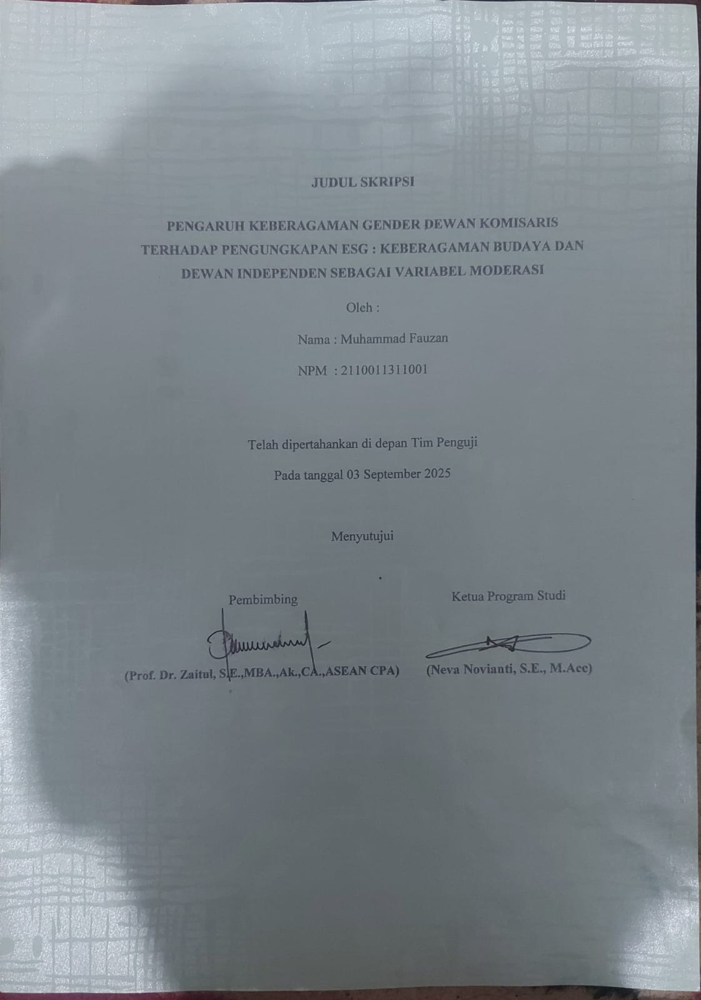 JUDUL SKRIPSI
PENGARUH KEBERAGAMAN GENDER DEWAN KOMISARIS
TERHADAP PENGUNGKAPAN ESG : KEBERAGAMAN BUDAYA DAN
DEWAN INDEPENDEN SEBAGAI VARIABEL MODERASI
Oleh :
Nama : Muhammad Fauzan
NPM : 2110011311001
Telah dipertahankan di depan Tim Penguji
Pada tanggal 03 September 2025
Menyutujui
Pembimbing
Ketua Program Studi
(Prof. Dr. Zaitul, S.E.,MBA.,Ak.,CA.,ASEAN CPA)
(Neva Novianti, S.E., M.Acc)